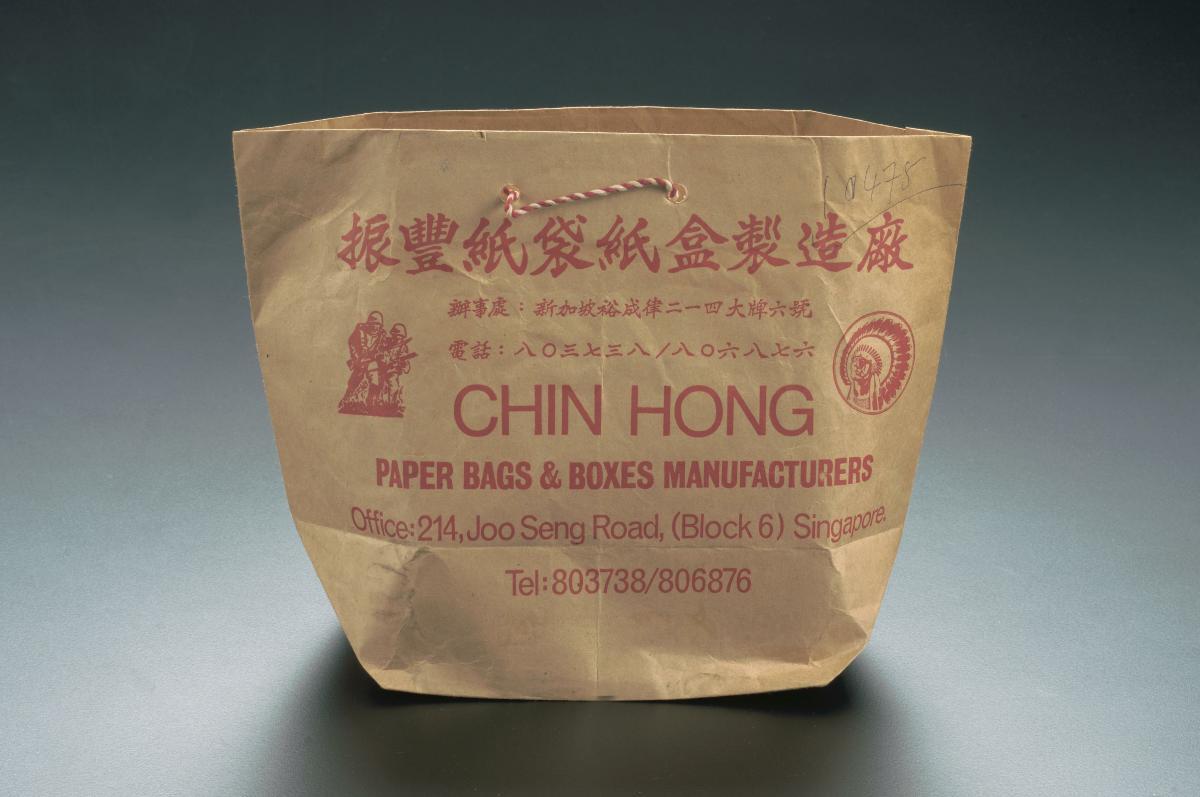 10475
振豐紙袋紙盒製造廠
辦事處：新加坡裕成律二一四大牌六號
電話：八〇三七三八/八〇六八七六
CHIN HONG
PAPER BAGS & BOXES MANUFACTURERS
Office: 214, Joo Seng Road, (Block 6) Singapore.
Tel: 803738/806876